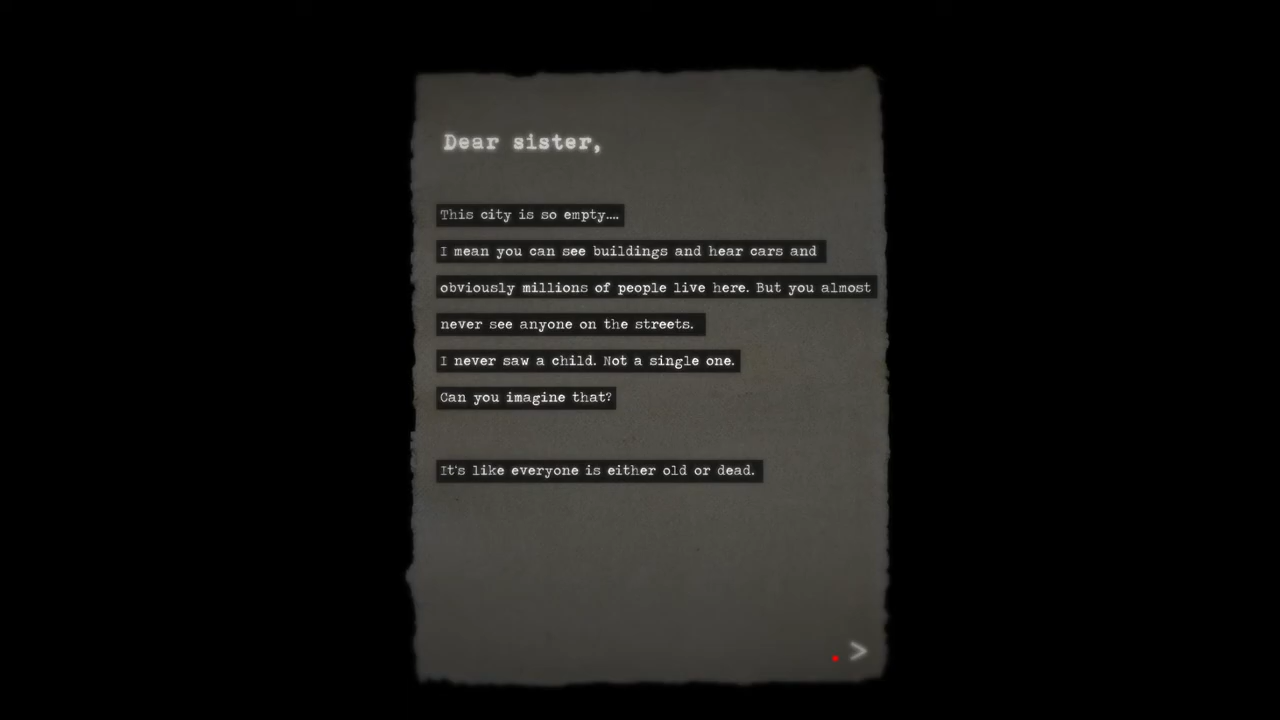 Dear sister,
This city is so empty....
I mean you can see buildings and hear cars and
obviously millions of people live here. But you almost
never see anyone on the streets.
I never saw a child. Not a single one.
Can you imagine that?
It's like everyone is either old or dead.
>